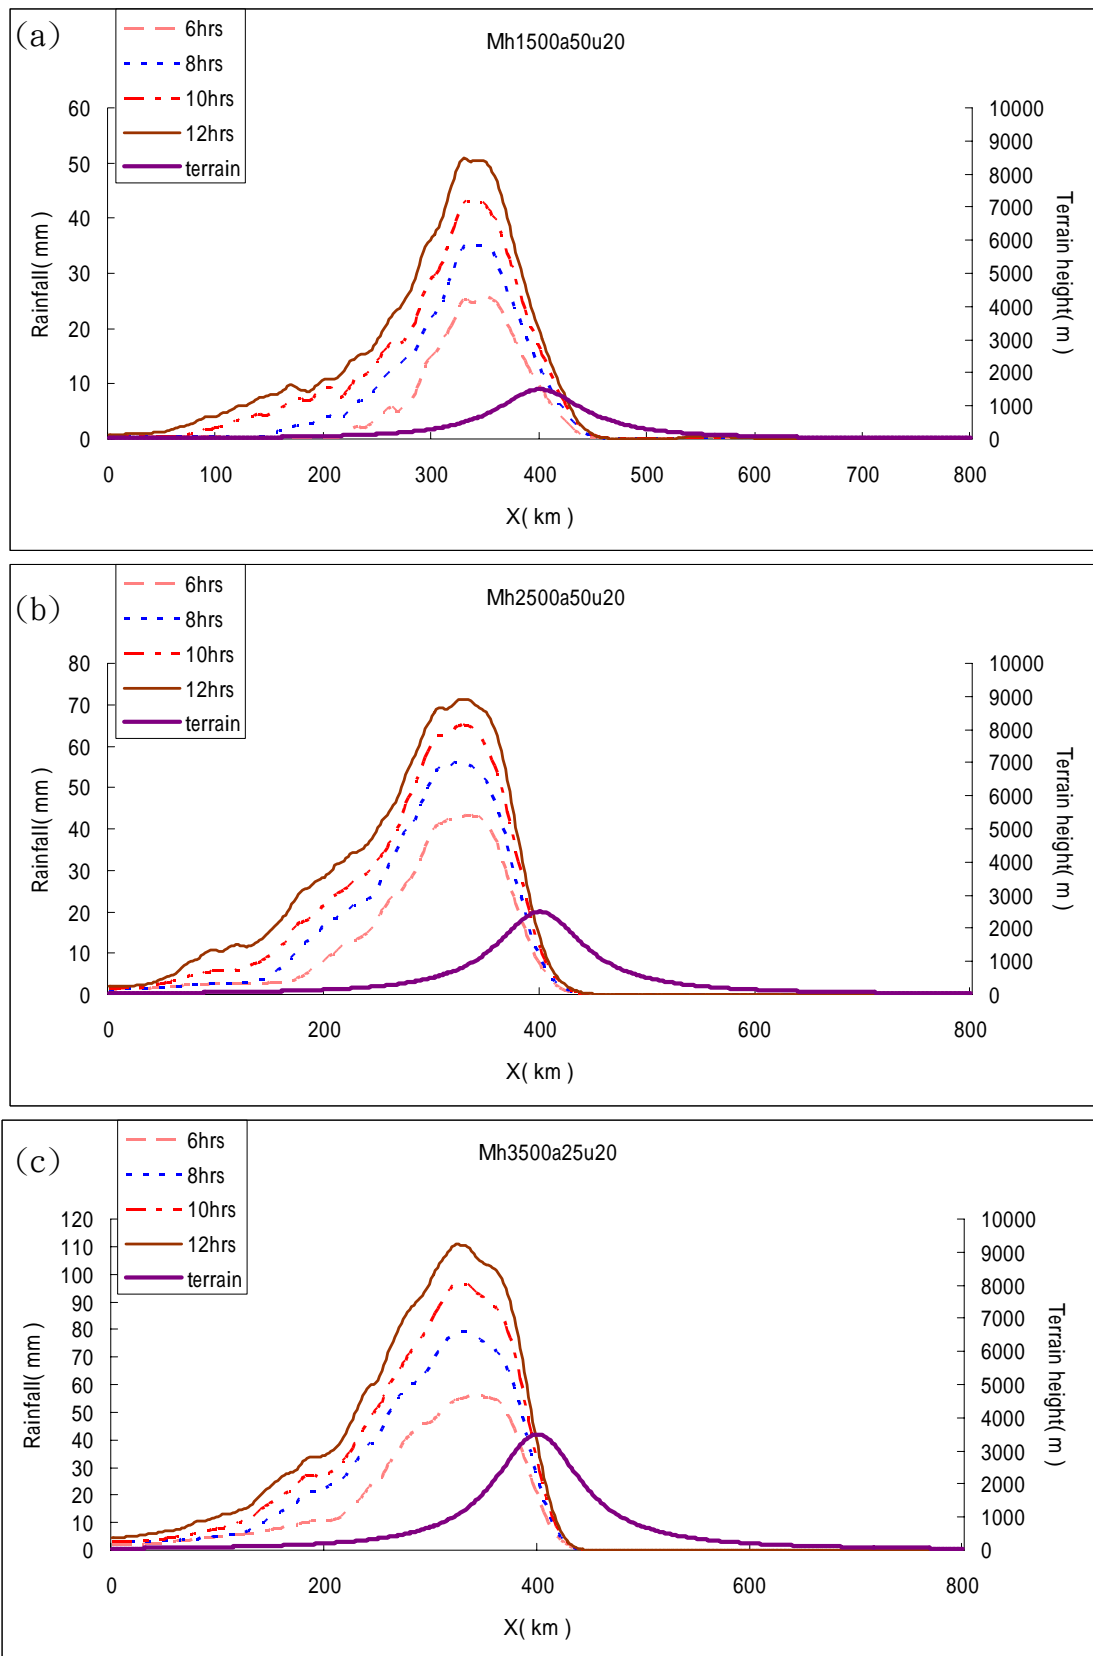 (a)
6hrs
8hrs
10hrs
12hrs
terrain
Mh1500a50u20
60
50
40
30
20
10
0
Rainfall( mm )
10000
9000
8000
7000
6000
5000
4000
3000
2000
1000
0
Terrain height( m )
0 100 200 300 400 500 600 700 800
X( km )
(b)
6hrs
8hrs
10hrs
12hrs
terrain
Mh2500a50u20
80
70
60
50
40
30
20
10
0
Rainfall( mm )
10000
9000
8000
7000
6000
5000
4000
3000
2000
1000
0
Terrain height( m )
0 200 400 600 800
X( km )
(c)
6hrs
8hrs
10hrs
12hrs
terrain
Mh3500a25u20
120
110
100
90
80
70
60
50
40
30
20
10
0
Rainfall( mm )
10000
9000
8000
7000
6000
5000
4000
3000
2000
1000
0
Terrain height( m )
0 200 400 600 800
X( km )